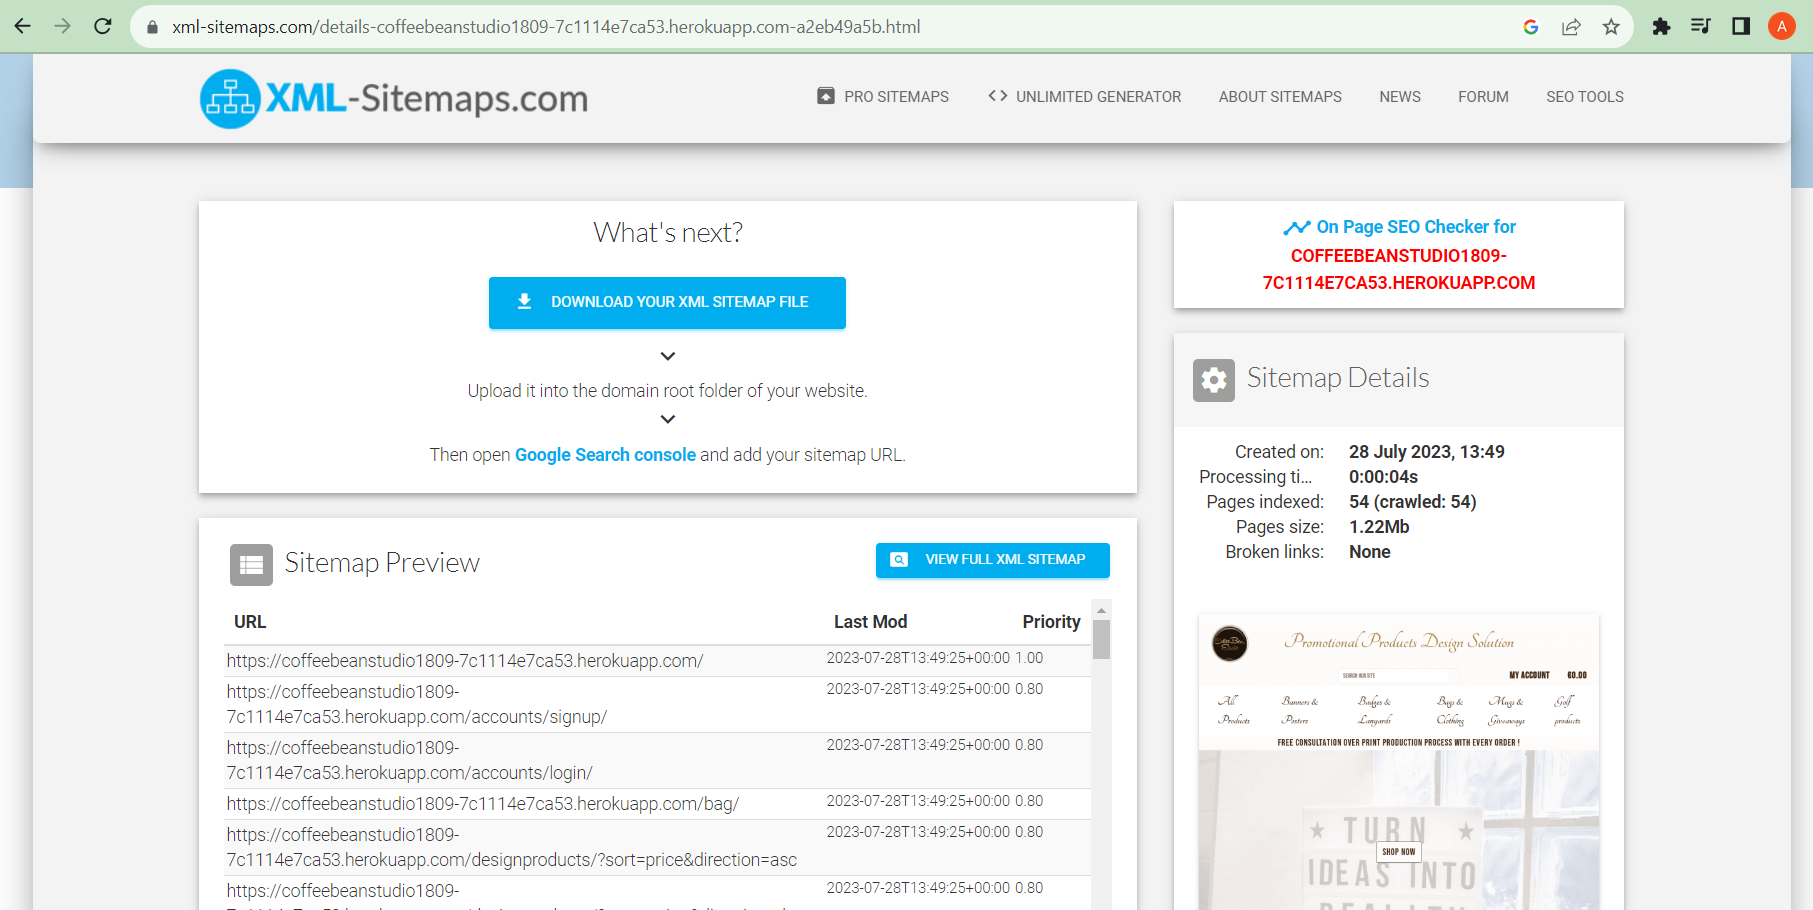 xml-sitemaps.com/details-coffeebeanstudio1809-7c1114e7ca53.herokuapp.com-a2eb49a5b.html
A
XML-Sitemaps.com
PRO SITEMAPS
UNLIMITED GENERATOR
ABOUT SITEMAPS
NEWS
FORUM
SEO TOOLS
What's next?
DOWNLOAD YOUR XML SITEMAP FILE
Upload it into the domain root folder of your website.
Then open Google Search console and add your sitemap URL.
Sitemap Preview
VIEW FULL XML SITEMAP
URL Last Mod Priority
https://coffeebeanstudio1809-7c1114e7ca53.herokuapp.com/ 2023-07-28T13:49:25+00:00 1.00
https://coffeebeanstudio1809- 2023-07-28T13:49:25+00:00 0.80
7c1114e7ca53.herokuapp.com/accounts/signup/
https://coffeebeanstudio1809- 2023-07-28T13:49:25+00:00 0.80
7c1114e7ca53.herokuapp.com/accounts/login/
https://coffeebeanstudio1809-7c1114e7ca53.herokuapp.com/bag/ 2023-07-28T13:49:25+00:00 0.80
https://coffeebeanstudio1809- 2023-07-28T13:49:25+00:00 0.80
7c1114e7ca53.herokuapp.com/designproducts/?sort=price&direction=asc
https://coffeebeanstudio1809- 2023-07-28T13:49:25+00:00 0.80
On Page SEO Checker for
COFFEEBEANSTUDIO1809-
7C1114E7CA53.HEROKUAPP.COM
Sitemap Details
Created on: 28 July 2023, 13:49
Processing ti... 0:00:04s
Pages indexed: 54 (crawled: 54)
Pages size: 1.22Mb
Broken links: None
Promotional Products Design Solution
SEARCH OUR SITE
MY ACCOUNT €0.00
All Products
Banners & Posters
Badges & Lanyards
Bags & Clothing
Mugs & Giveaways
Golf products
FREE CONSULTATION OVER PRINT PRODUCTION PROCESS WITH EVERY ORDER !
TURN
SHOP NOW
IDEAS INTO
REALITY